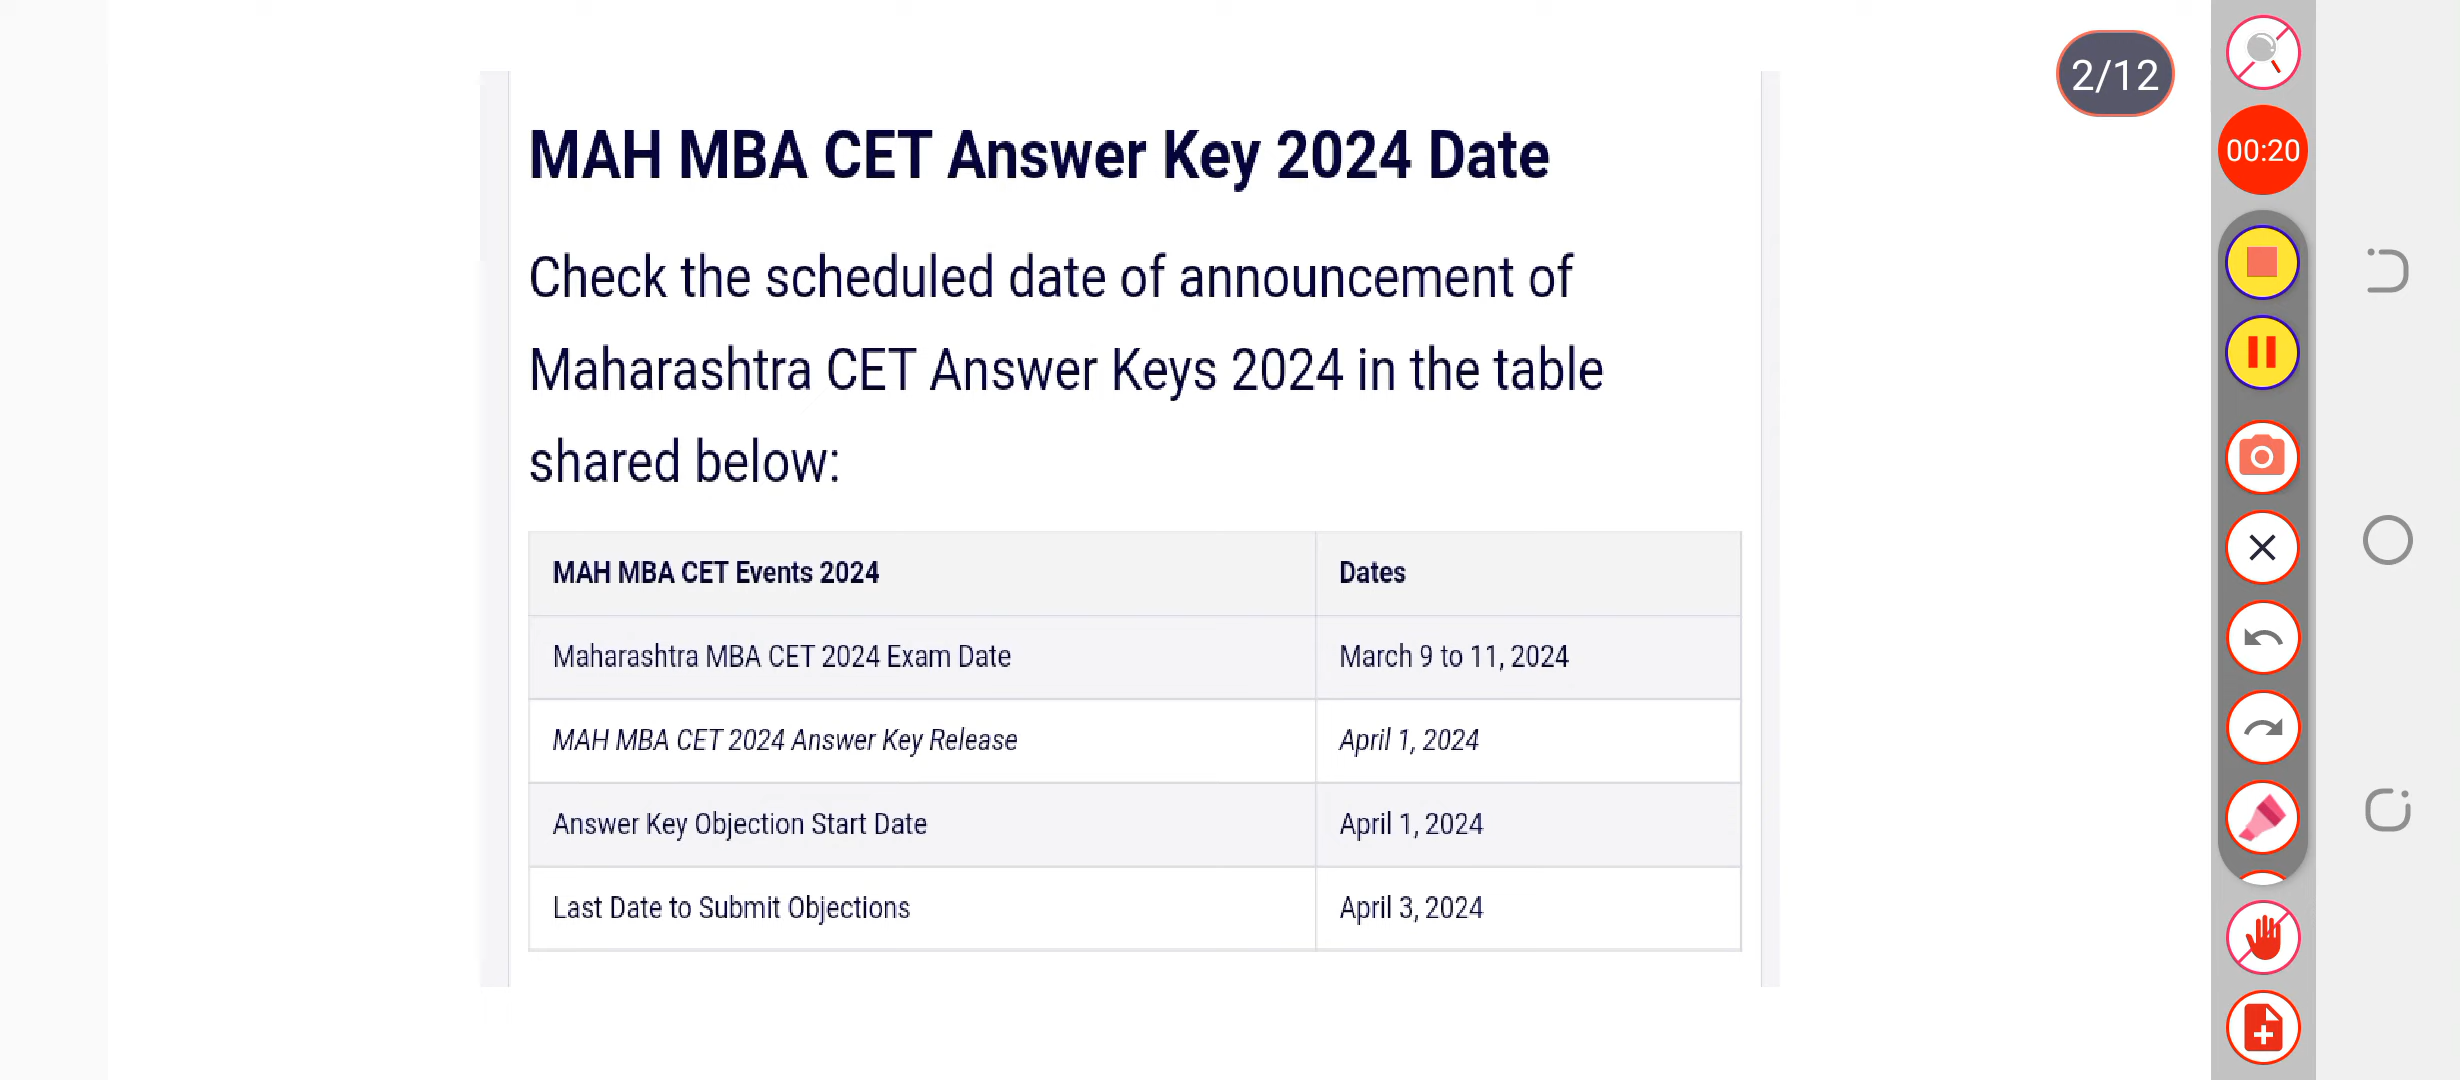 2/12
00:20
MAH MBA CET Answer Key 2024 Date
Check the scheduled date of announcement of
Maharashtra CET Answer Keys 2024 in the table
shared below:
MAH MBA CET Events 2024 Dates
Maharashtra MBA CET 2024 Exam Date March 9 to 11, 2024
MAH MBA CET 2024 Answer Key Release April 1, 2024
Answer Key Objection Start Date April 1, 2024
Last Date to Submit Objections April 3, 2024